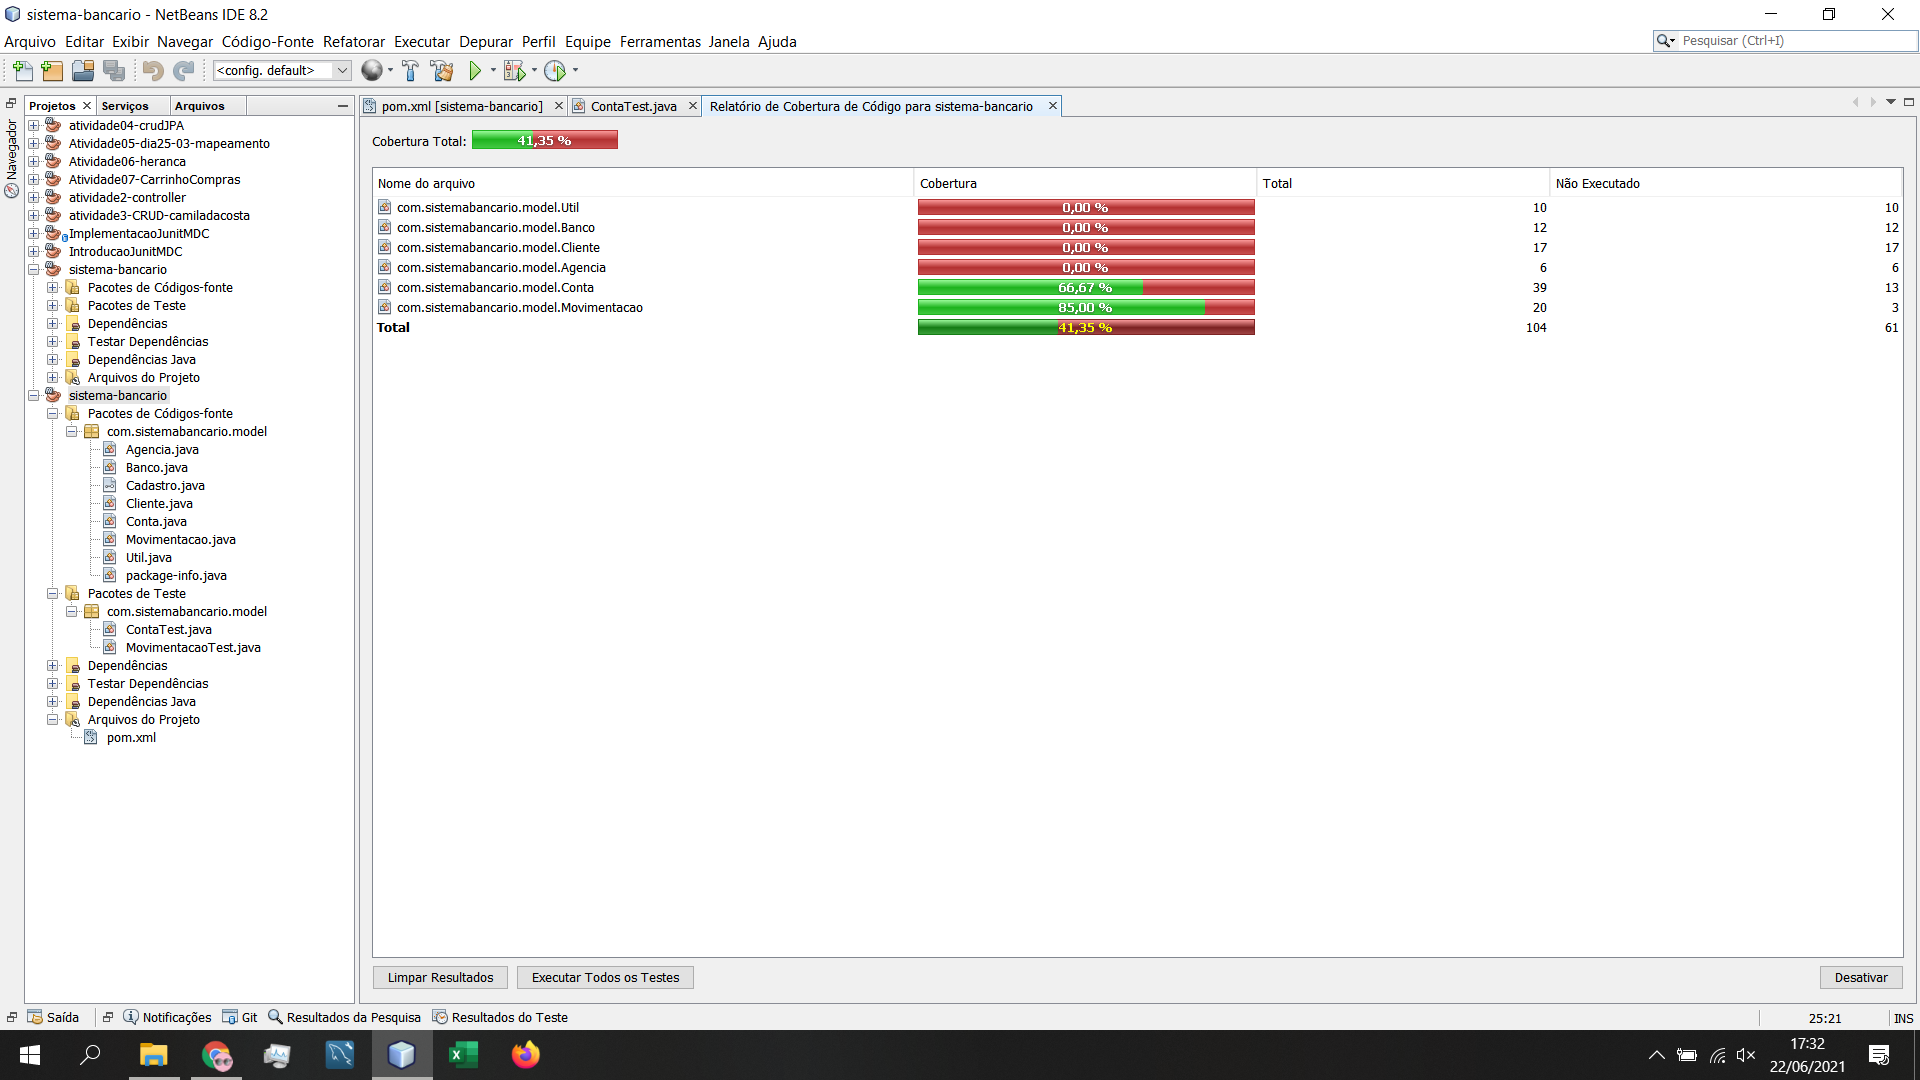 sistema-bancario - NetBeans IDE 8.2
Arquivo Editar Exibir Navegar Código-Fonte Refatorar Executar Depurar Perfil Equipe Ferramentas Janela Ajuda
Pesquisar (Ctrl+I)
<config. default>
Navegador
Projetos Serviços Arquivos
atividade04-crudJPA
Atividade05-dia25-03-mapeamento
Atividade06-heranca
Atividade07-CarrinhoCompras
atividade2-controller
atividade3-CRUD-camiladacosta
ImplementacaoJunitMDC
IntroducaoJunitMDC
sistema-bancario
Pacotes de Códigos-fonte
Pacotes de Teste
Dependências
Testar Dependências
Dependências Java
Arquivos do Projeto
sistema-bancario
Pacotes de Códigos-fonte
com.sistemabancario.model
Agencia.java
Banco.java
Cadastro.java
Cliente.java
Conta.java
Movimentacao.java
Util.java
package-info.java
Pacotes de Teste
com.sistemabancario.model
ContaTest.java
MovimentacaoTest.java
Dependências
Testar Dependências
Dependências Java
Arquivos do Projeto
pom.xml
pom.xml [sistema-bancario] ContaTest.java Relatório de Cobertura de Código para sistema-bancario
Cobertura Total: 41,35 %
Nome do arquivo Cobertura Total Não Executado
com.sistemabancario.model.Util 0,00 % 10 10
com.sistemabancario.model.Banco 0,00 % 12 12
com.sistemabancario.model.Cliente 0,00 % 17 17
com.sistemabancario.model.Agencia 0,00 % 6 6
com.sistemabancario.model.Conta 66,67 % 39 13
com.sistemabancario.model.Movimentacao 85,00 % 20 3
Total 41,35 % 104 61
Limpar Resultados Executar Todos os Testes Desativar
Saída Notificações Git Resultados da Pesquisa Resultados do Teste 25:21 INS
17:32
22/06/2021